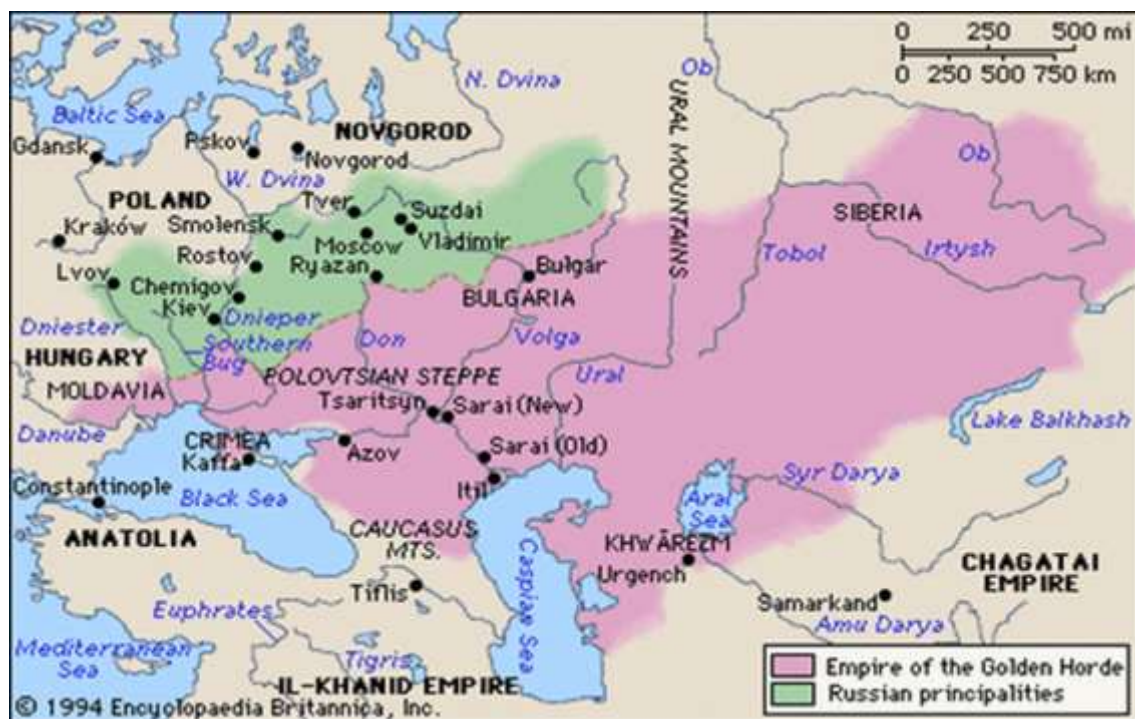 0 250 500 mi
0 250 500 750 km
Ob
N. Dvina
URAL MOUNTAINS
Baltic Sea
NOVGOROD
Gdansk
Pskov
Novgorod
Ob
W. Dvina
POLAND
Tver
Suzdai
SIBERIA
Kraków
Smolensk
Moscow
Vladimir
Tobol
Irtysh
Rostov
Lvov
Ryazan
Bulgar
Chemigov
BULGARIA
Kiev
Dnieper
Dniester
Southern
Bug
Don
Volga
HUNGARY
Ural
MOLDAVIA
POLOVTSIAN STEPPE
Tsaritsyn
Sarai (New)
Lake Balkhash
Danube
CRIMEA
Kaffa
Azov
Sarai (Old)
Syr Darya
Constantinople
Black Sea
Itil
Aral
Sea
ANATOLIA
CAUCASUS
MTS.
KHWĀREZM
Caspian Sea
Urgench
CHAGATAI
EMPIRE
Tiflis
Samarkand
Euphrates
Amu Darya
Mediterranean
Sea
Tigris
Empire of the Golden Horde
IL-KHANID EMPIRE
Russian principalities
© 1994 Encyclopaedia Britannica, Inc.